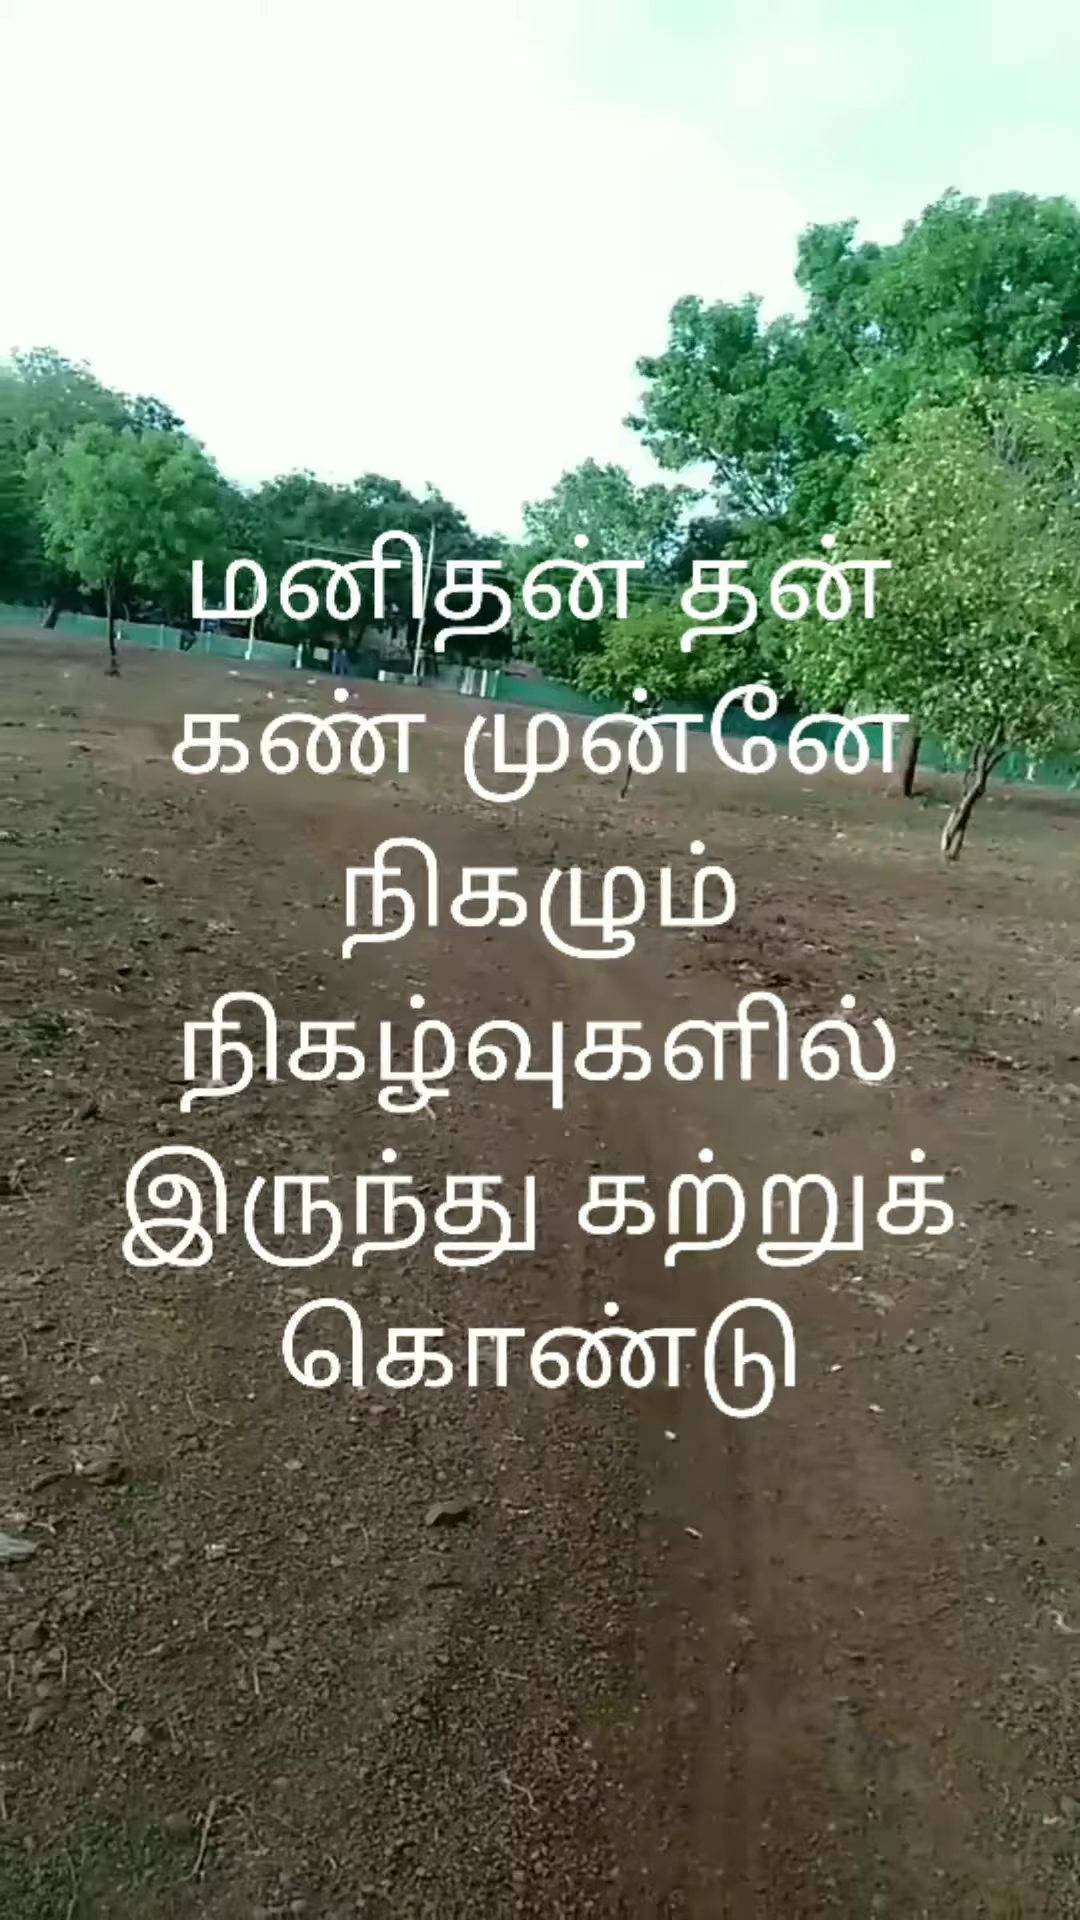 மனிதன் தன்
கண் முன்னே
நிகழும்
நிகழ்வுகளில்
இருந்து கற்றுக்
கொண்டு